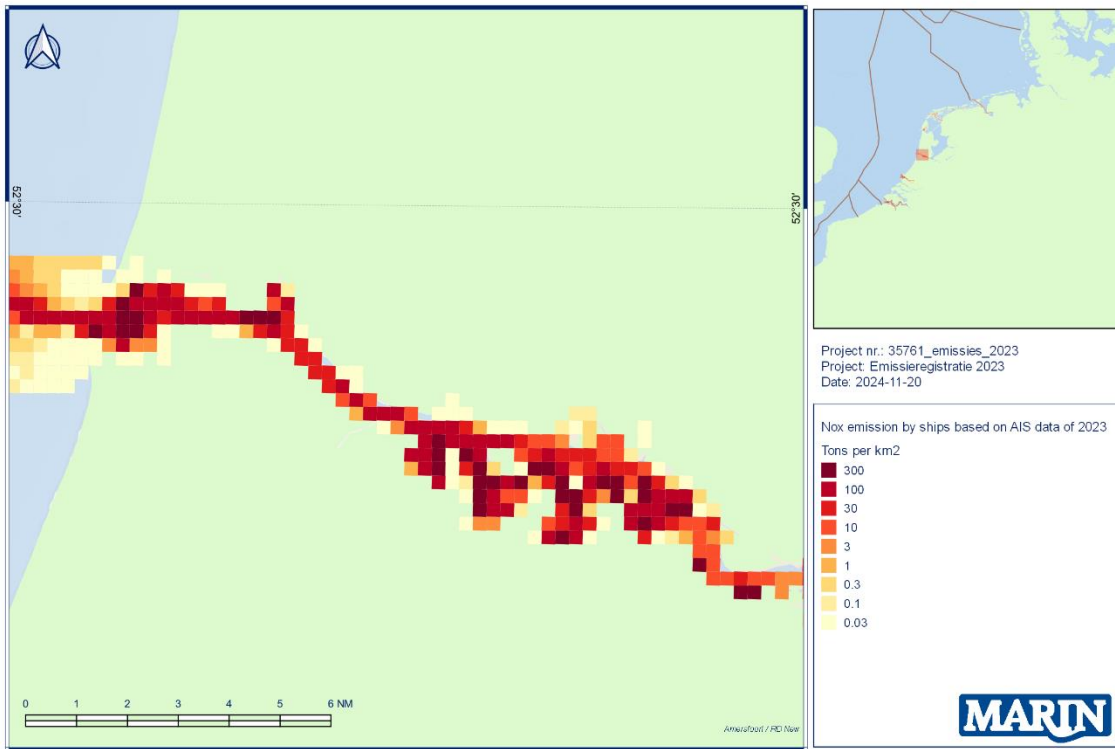 52°30'
52°30'
0 1 2 3 4 5 6 NM
Amersfoort / RD New
Project nr.: 35761_emissies_2023
Project: Emissieregistratie 2023
Date: 2024-11-20
Nox emission by ships based on AIS data of 2023
Tons per km2
300
100
30
10
3
1
0.3
0.1
0.03
MARIN